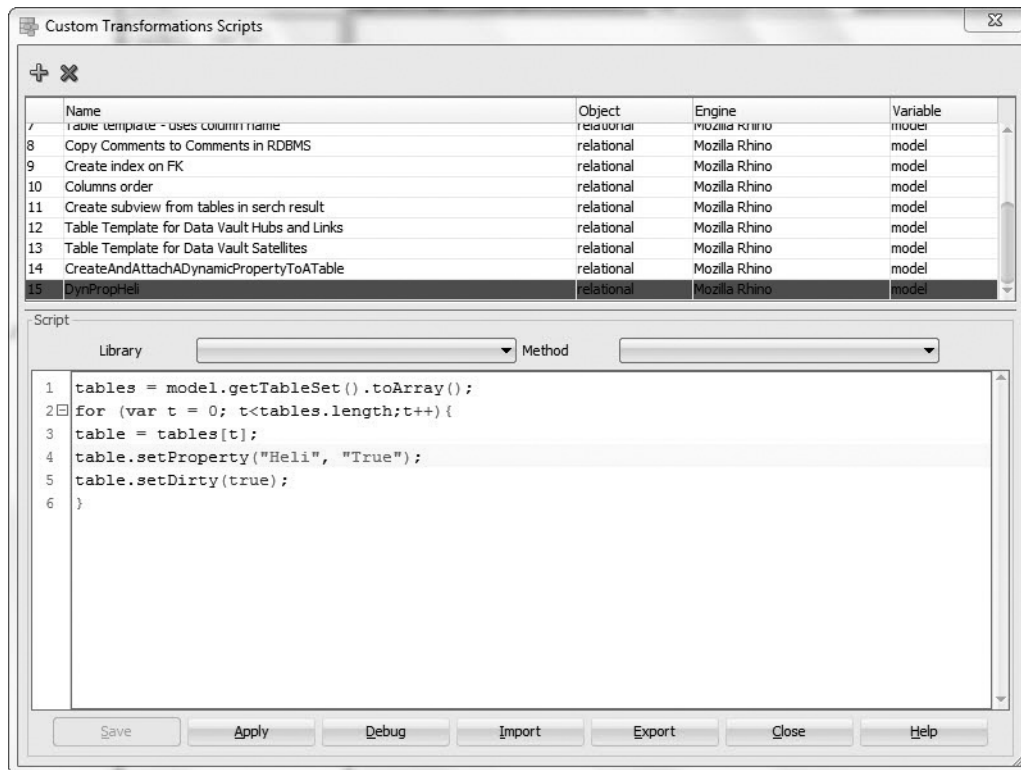 Custom Transformations Scripts
Name Object Engine Variable
7 Table template - uses column name relational Mozilla Rhino model
8 Copy Comments to Comments in RDBMS relational Mozilla Rhino model
9 Create index on FK relational Mozilla Rhino model
10 Columns order relational Mozilla Rhino model
11 Create subview from tables in serch result relational Mozilla Rhino model
12 Table Template for Data Vault Hubs and Links relational Mozilla Rhino model
13 Table Template for Data Vault Satellites relational Mozilla Rhino model
14 CreateAndAttachADynamicPropertyToATable relational Mozilla Rhino model
15 DynPropHeli relational Mozilla Rhino model
Script
Library Method
1 tables = model.getTableSet().toArray();
2 for (var t = 0; t<tables.length;t++){
3 table = tables[t];
4 table.setProperty("Heli", "True");
5 table.setDirty(true);
6 }
Save Apply Debug Import Export Close Help